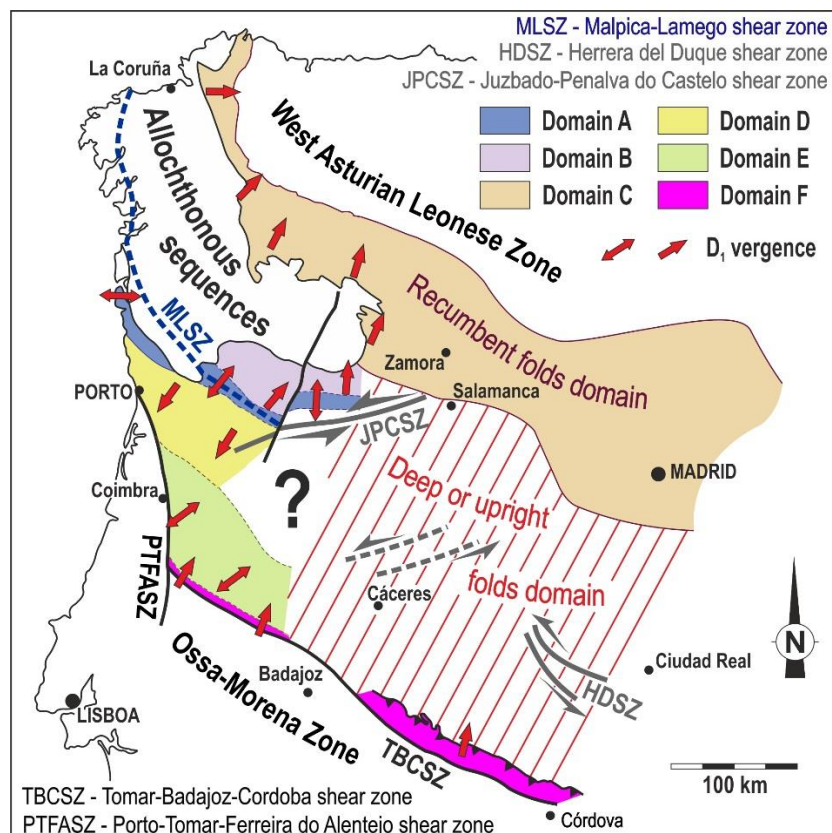 MLSZ - Malpica-Lamego shear zone
HDSZ - Herrera del Duque shear zone
JPCSZ - Juzbado-Penalva do Castelo shear zone
La Coruña
Domain A
Domain D
Domain B
Domain E
Domain C
Domain F
D1 vergence
West Asturian Leonese Zone
Allochthonous
sequences
MLSZ
Recumbent folds domain
Zamora
Salamanca
PORTO
JPCSZ
MADRID
?
Deep or upright
folds domain
Coimbra
PTFASZ
Cáceres
N
Ciudad Real
HDSZ
Ossa-Morena Zone
Badajoz
LISBOA
TBCSZ
100 km
Córdova
TBCSZ - Tomar-Badajoz-Cordoba shear zone
PTFASZ - Porto-Tomar-Ferreira do Alentejo shear zone